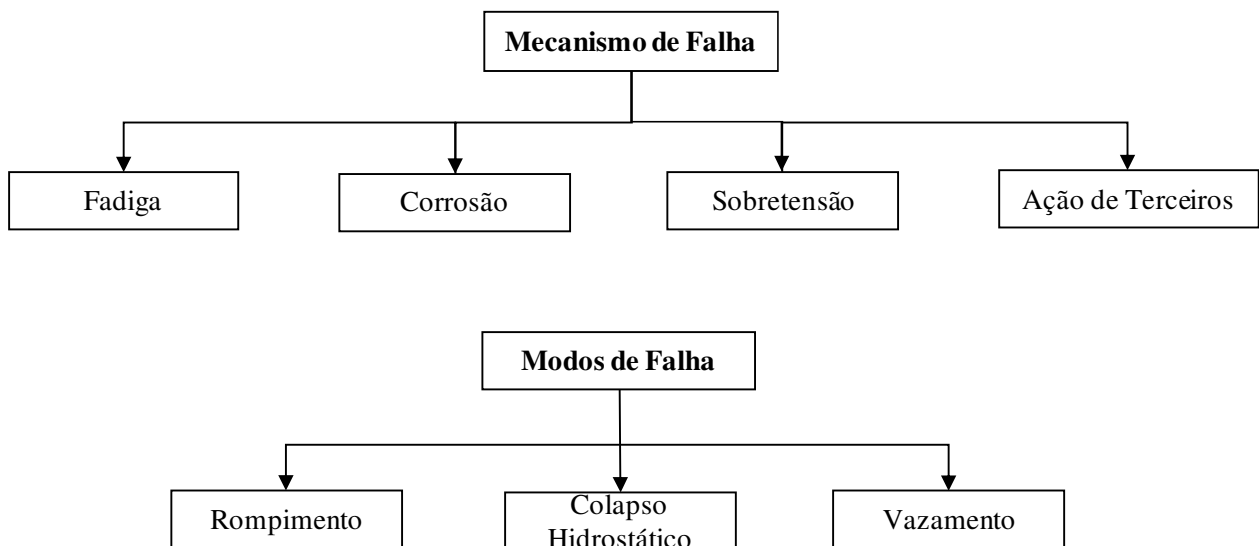 Mecanismo de Falha
Fadiga
Corrosão
Sobretensão
Ação de Terceiros
Modos de Falha
Rompimento
Colapso
Hidrostático
Vazamento